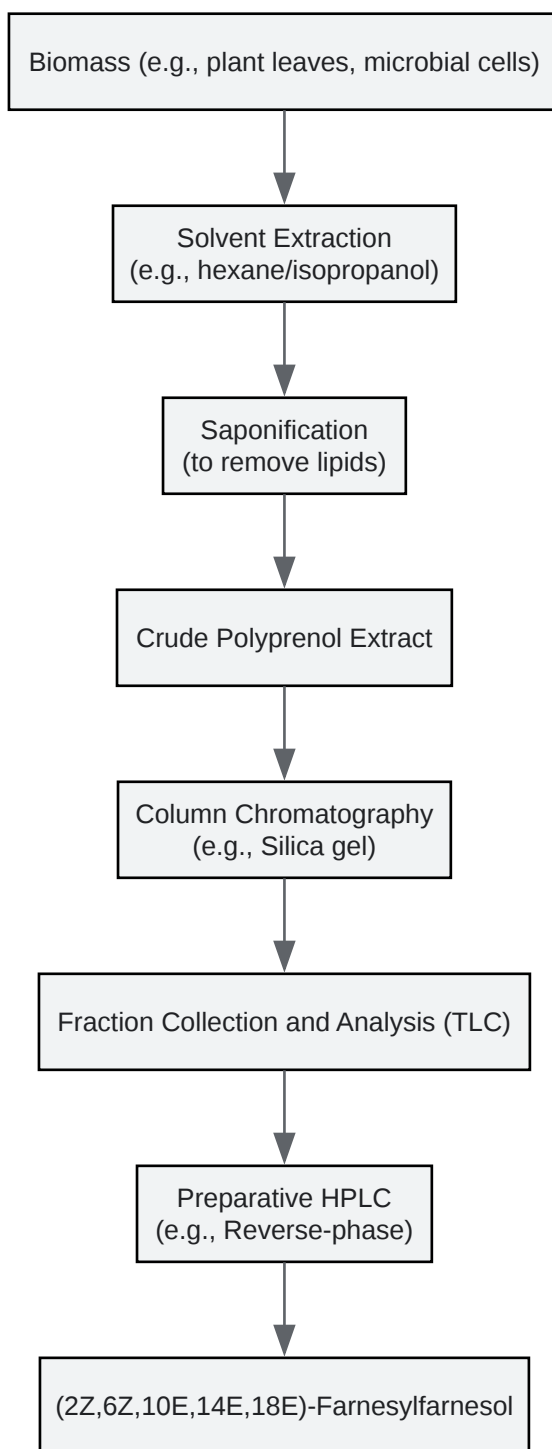 Biomass (e.g., plant leaves, microbial cells)
Solvent Extraction
(e.g., hexane/isopropanol)
Saponification
(to remove lipids)
Crude Polyprenol Extract
Column Chromatography
(e.g., Silica gel)
Fraction Collection and Analysis (TLC)
Preparative HPLC
(e.g., Reverse-phase)
(2Z,6Z,10E,14E,18E)-Farnesylfarnesol